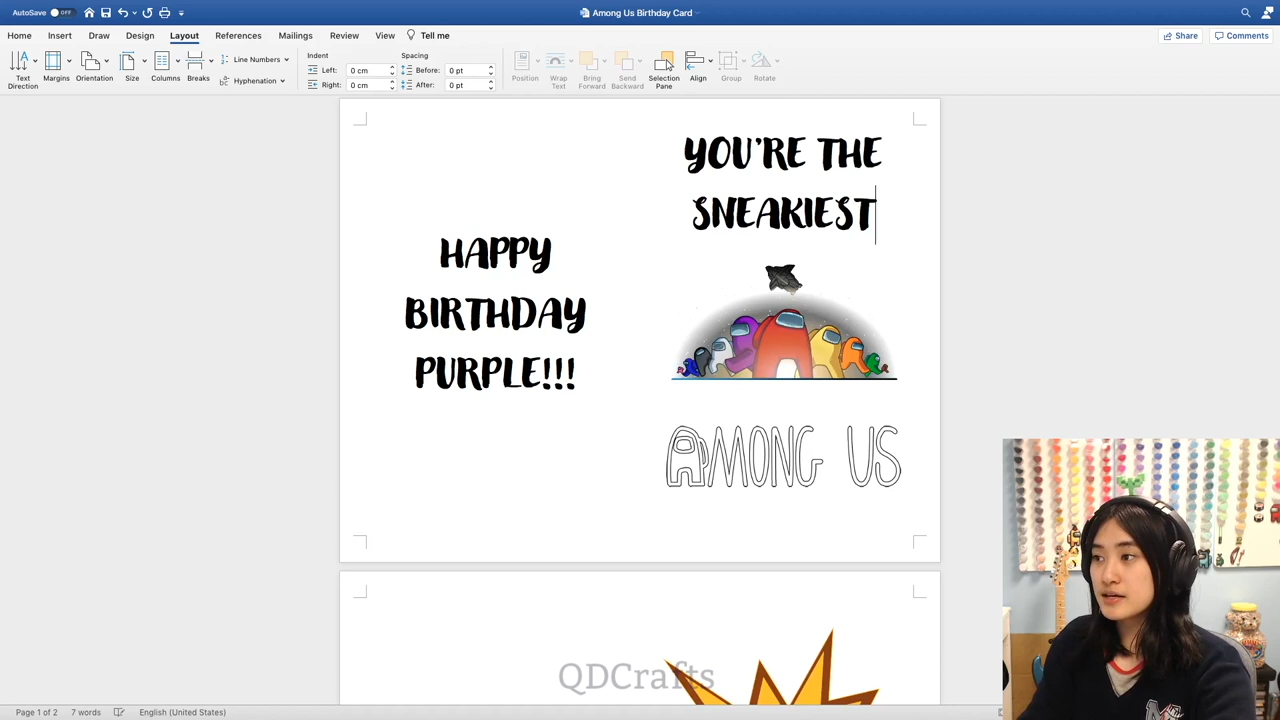 AutoSave OFF
Among Us Birthday Card
Home Insert Draw Design Layout References Mailings Review View Tell me
Share Comments
Text Direction
Margins
Orientation
Size
Columns
Breaks
Line Numbers
Hyphenation
Indent
Left: 0 cm
Right: 0 cm
Spacing
Before: 0 pt
After: 0 pt
Position
Wrap Text
Bring Forward
Send Backward
Selection Pane
Align
Group
Rotate
YOU'RE THE
SNEAKIEST
HAPPY
BIRTHDAY
PURPLE!!!
AMONG US
QDCrafts
Page 1 of 2 7 words English (United States)